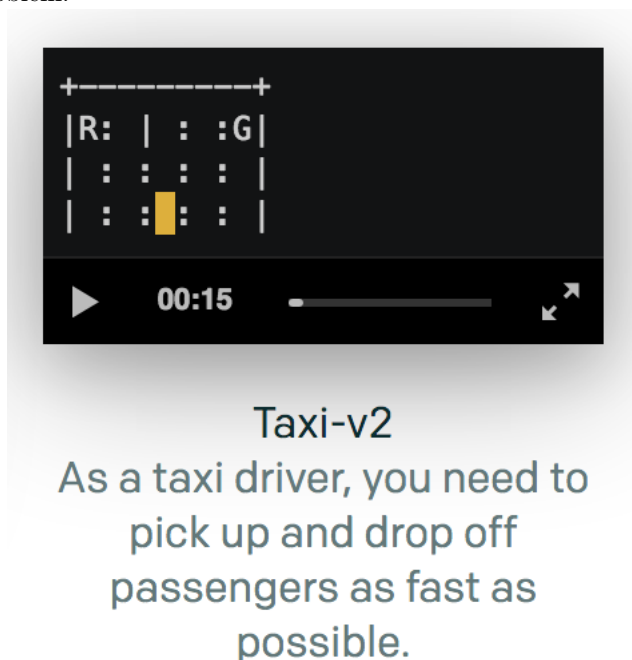 +---------+
|R: | : :G|
| : : : : |
| : : : : |
00:15
Taxi-v2
As a taxi driver, you need to
pick up and drop off
passengers as fast as
possible.